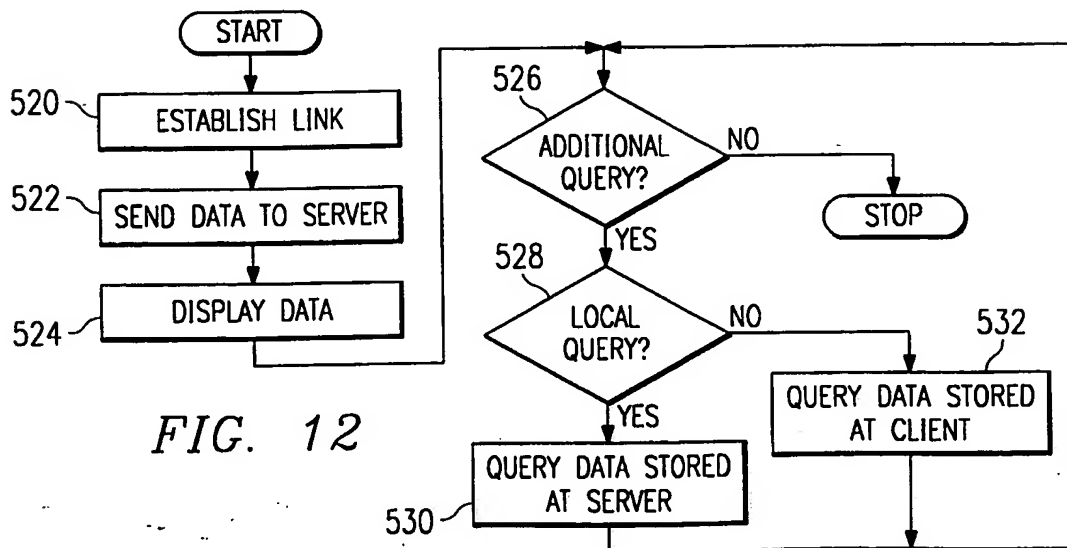 START
520
ESTABLISH LINK
522
SEND DATA TO SERVER
524
DISPLAY DATA
FIG. 12
526
ADDITIONAL
QUERY?
NO
STOP
YES
528
LOCAL
QUERY?
NO
532
QUERY DATA STORED
AT CLIENT
YES
QUERY DATA STORED
AT SERVER
530